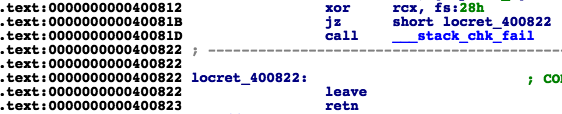 .text:0000000000400812 xor rcx, fs:28h
.text:000000000040081B jz short locret_400822
.text:000000000040081D call ___stack_chk_fail
.text:0000000000400822 ; ---------------------------------------------
.text:0000000000400822
.text:0000000000400822 locret_400822: ; CO
.text:0000000000400822 leave
.text:0000000000400823 retn